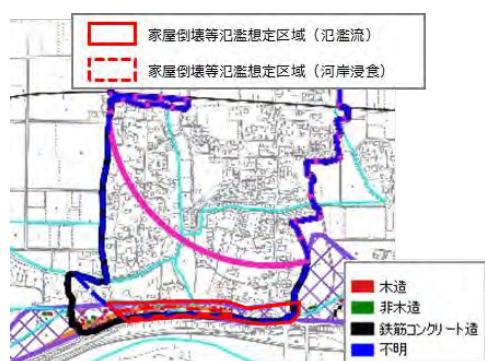 家屋倒壊等氾濫想定区域（氾濫流）
家屋倒壊等氾濫想定区域（河岸浸食）
木造
非木造
鉄筋コンクリート造
不明